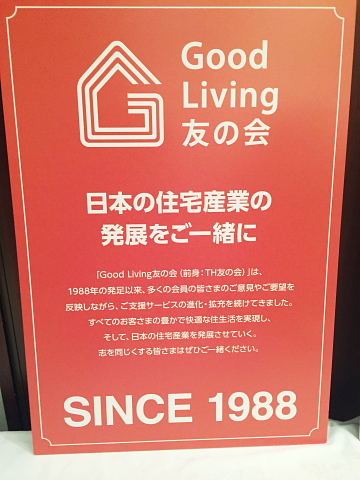 Good
Living
友の会
日本の住宅産業の
発展をご一緒に
「Good Living友の会（前身：TH友の会）」は、
1988年の発足以来、多くの会員の皆さまのご意見やご要望を
反映しながら、ご支援サービスの進化・拡充を続けてきました。
すべてのお客さまの豊かで快適な住生活を実現し、
そして、日本の住宅産業を発展させていく。
志を同じくする皆さまはぜひご一緒ください。
SINCE 1988